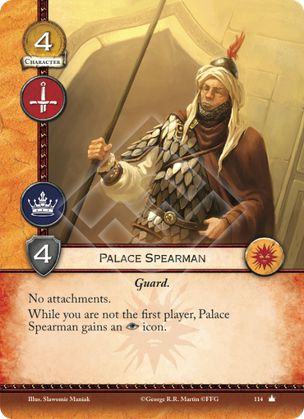 4
Character
4
Palace Spearman
Guard.
No attachments.
While you are not the first player, Palace
Spearman gains an icon.
Illus. Slawomir Maniak ©George R.R. Martin ©FFG 114